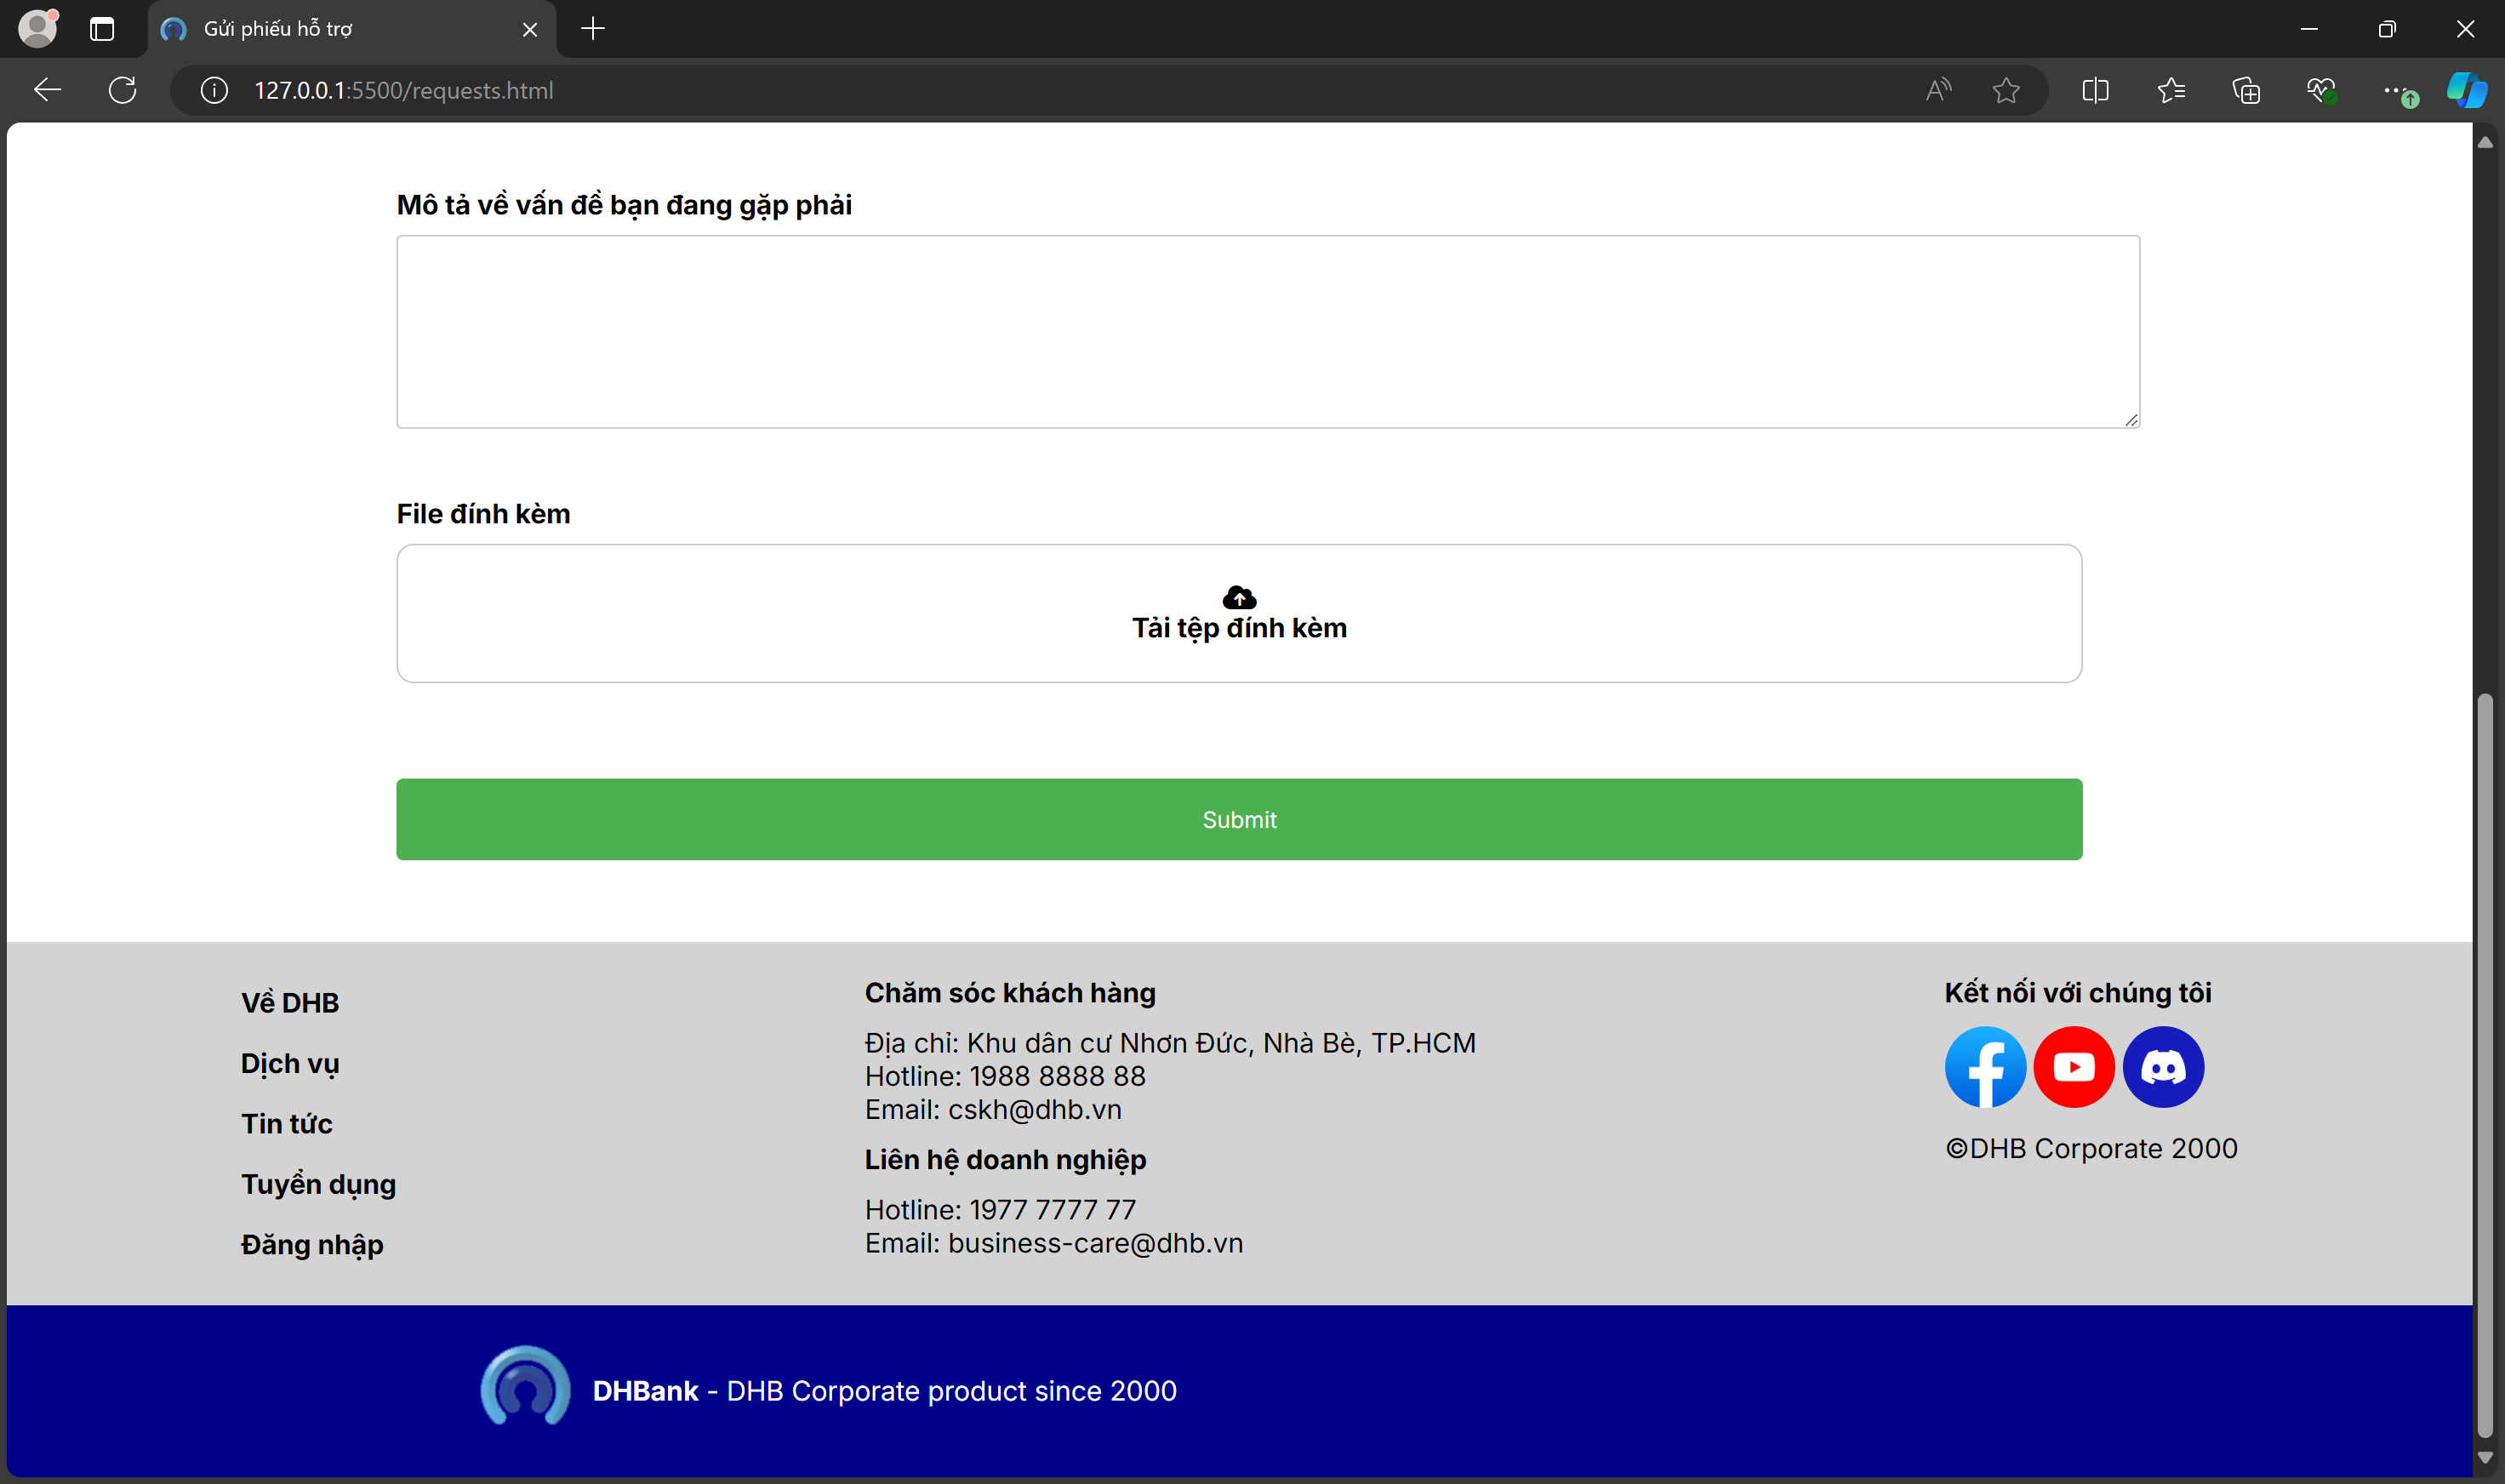 Gửi phiếu hỗ trợ
127.0.0.1:5500/requests.html
Mô tả về vấn đề bạn đang gặp phải
File đính kèm
Tải tệp đính kèm
Submit
Về DHB
Dịch vụ
Tin tức
Tuyển dụng
Đăng nhập
Chăm sóc khách hàng
Địa chỉ: Khu dân cư Nhơn Đức, Nhà Bè, TP.HCM
Hotline: 1988 8888 88
Email: cskh@dhb.vn
Liên hệ doanh nghiệp
Hotline: 1977 7777 77
Email: business-care@dhb.vn
Kết nối với chúng tôi
©DHB Corporate 2000
DHBank - DHB Corporate product since 2000